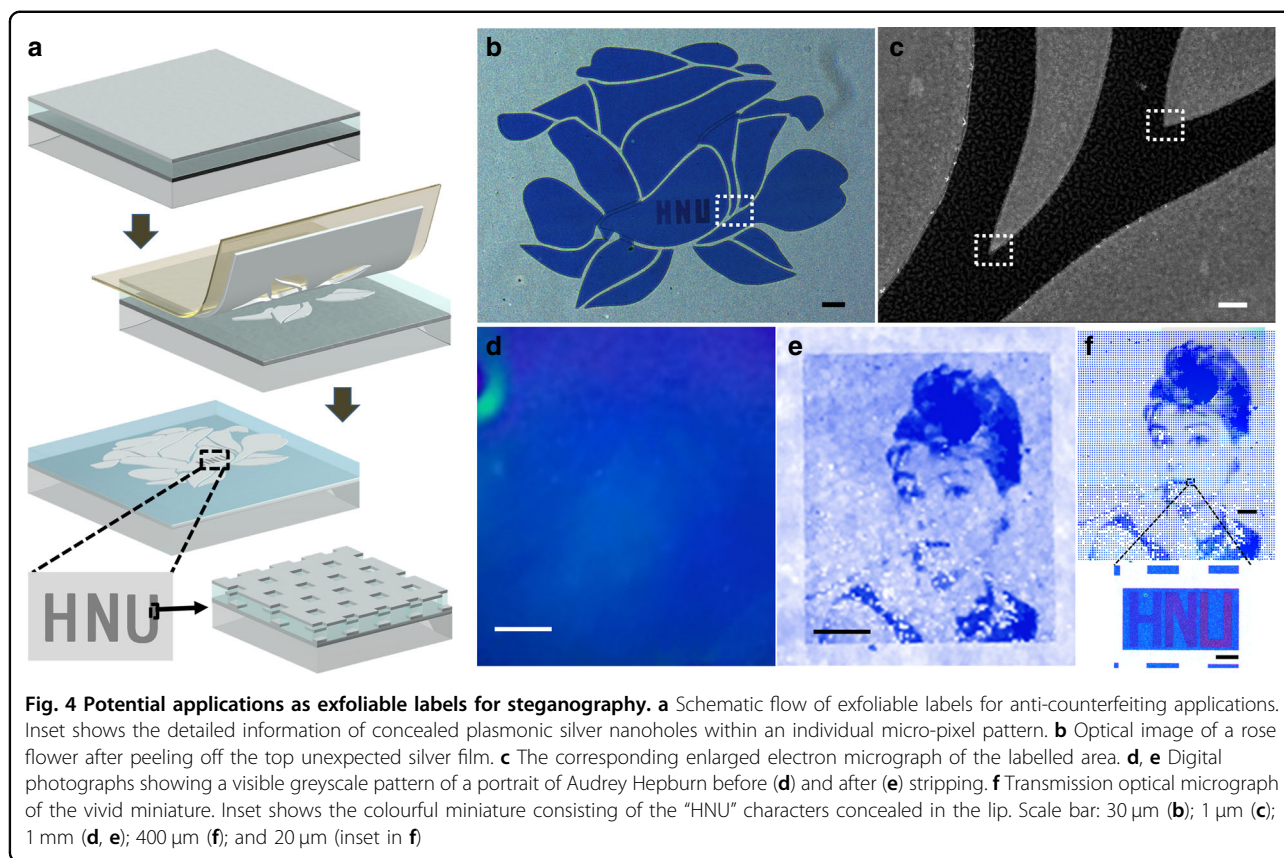 a
b
c
HNU
d
e
f
HNU
HNU
Fig. 4 Potential applications as exfoliable labels for steganography. a Schematic flow of exfoliable labels for anti-counterfeiting applications.
Inset shows the detailed information of concealed plasmonic silver nanoholes within an individual micro-pixel pattern. b Optical image of a rose
flower after peeling off the top unexpected silver film. c The corresponding enlarged electron micrograph of the labelled area. d, e Digital
photographs showing a visible greyscale pattern of a portrait of Audrey Hepburn before (d) and after (e) stripping. f Transmission optical micrograph
of the vivid miniature. Inset shows the colourful miniature consisting of the “HNU” characters concealed in the lip. Scale bar: 30 µm (b); 1 µm (c);
1 mm (d, e); 400 µm (f); and 20 µm (inset in f)